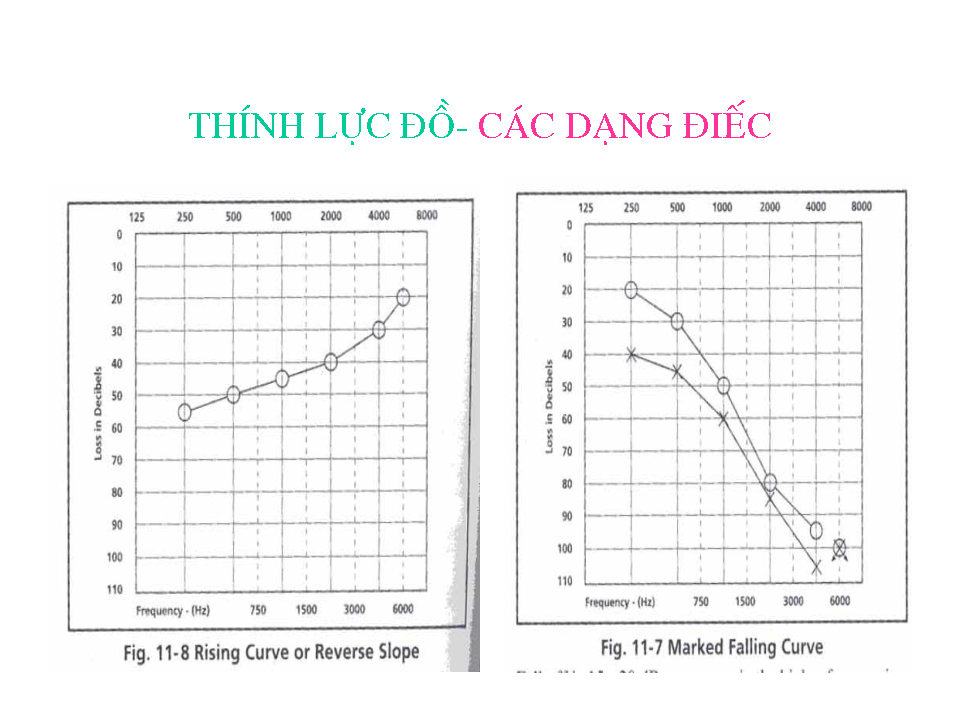 THÍNH LỰC ĐỒ- CÁC DẠNG ĐIẾC
125 250 500 1000 2000 4000 8000
0
10
20
30
40
50
60
70
80
90
100
110
Loss in Decibels
Frequency - (Hz) 750 1500 3000 6000
Fig. 11-8 Rising Curve or Reverse Slope
125 250 500 1000 2000 4000 8000
0
10
20
30
40
50
60
70
80
90
100
110
Loss in Decibels
Frequency - (Hz) 750 1500 3000 6000
Fig. 11-7 Marked Falling Curve